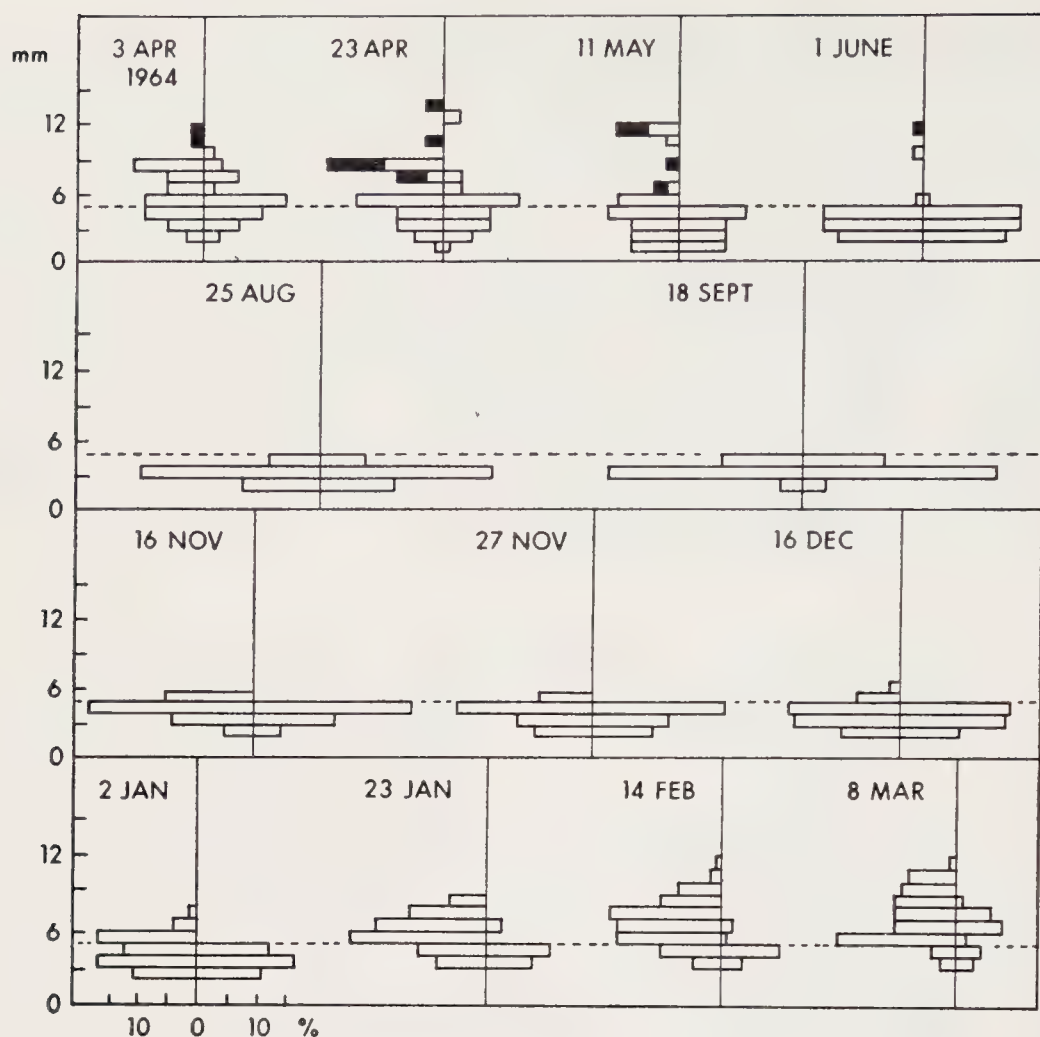 mm
3 APR
1964
23 APR
11 MAY
1 JUNE
12
6
0
25 AUG
18 SEPT
12
6
0
16 NOV
27 NOV
16 DEC
12
6
0
2 JAN
23 JAN
14 FEB
8 MAR
12
6
0
10 0 10 %